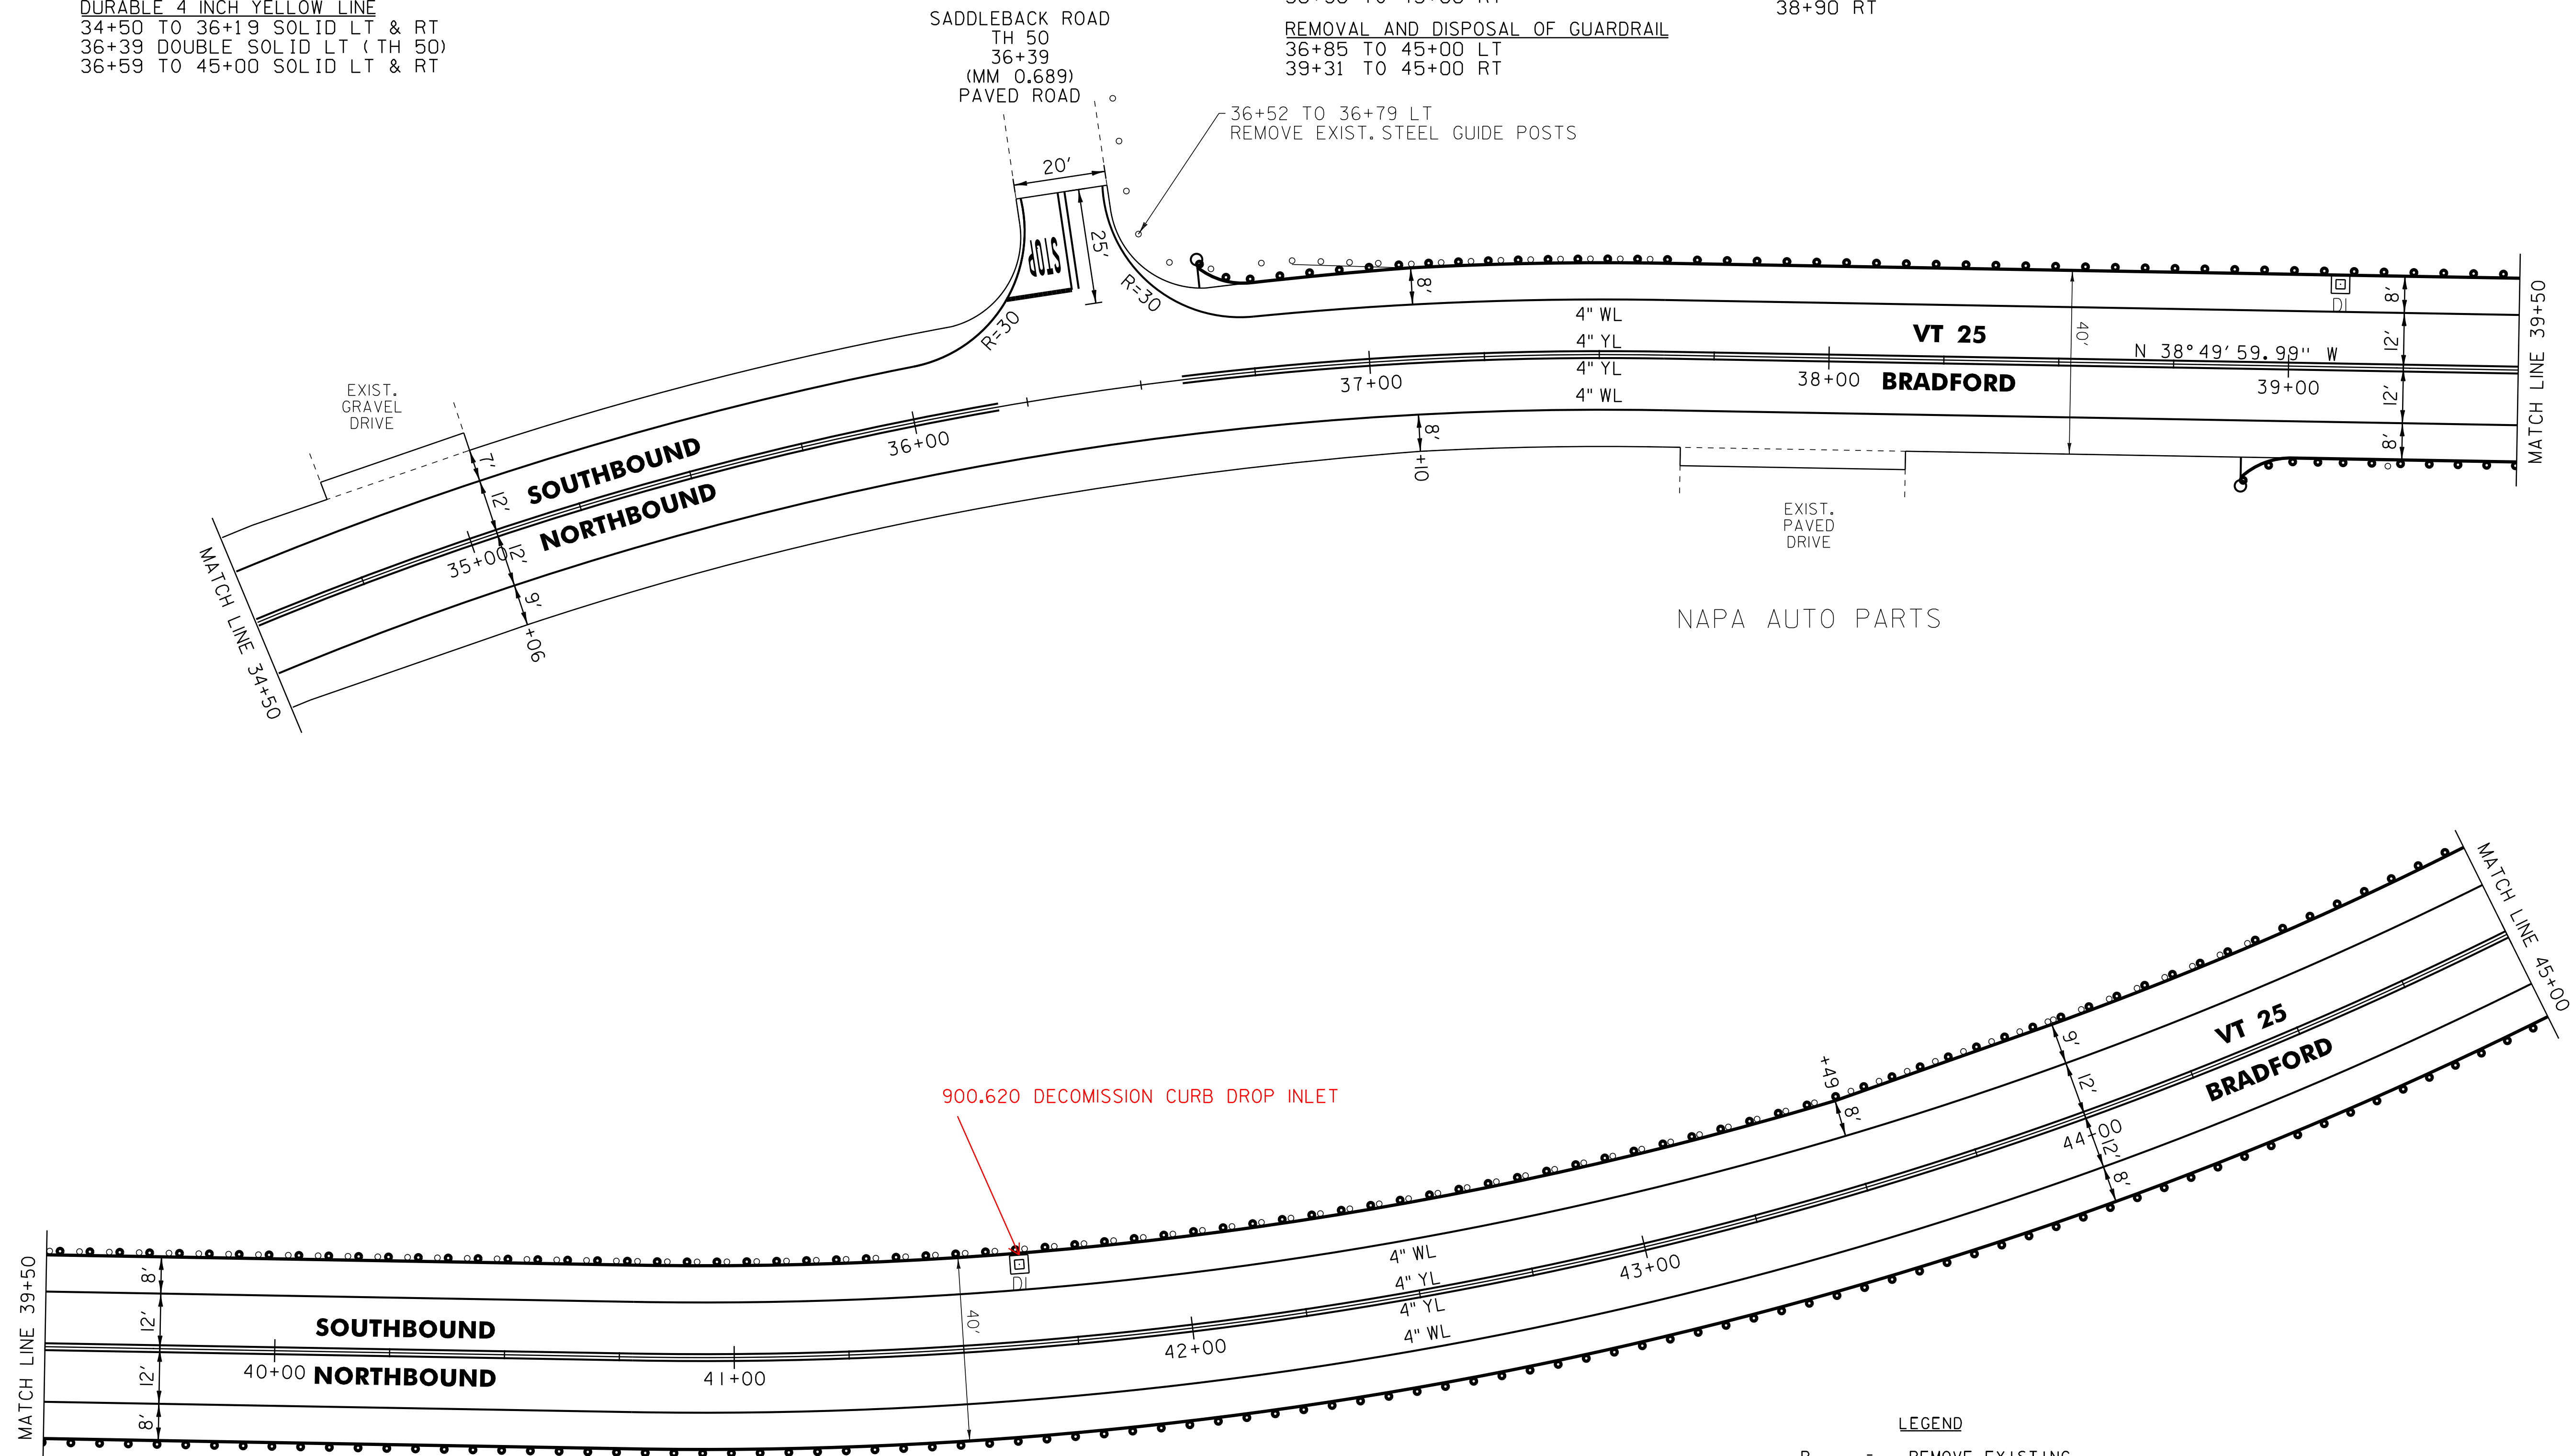 DURABLE 4 INCH YELLOW LINE
34+50 TO 36+19 SOLID LT & RT
36+39 DOUBLE SOLID LT (TH 50)
36+59 TO 45+00 SOLID LT & RT
SADDLEBACK ROAD
TH 50
36+39
(MM 0.689)
PAVED ROAD
REMOVAL AND DISPOSAL OF GUARDRAIL
36+85 TO 45+00 LT
39+31 TO 45+00 RT
38+90 RT
36+52 TO 36+79 LT
REMOVE EXIST. STEEL GUIDE POSTS
20'
STOP
25'
R=30
R=30
8'
4" WL
4" YL
4" YL
4" WL
VT 25
BRADFORD
40'
N 38°49'59.99" W
DI
8'
12'
12'
8'
MATCH LINE 39+50
37+00
38+00
39+00
EXIST.
GRAVEL
DRIVE
7'
12'
12'
9'
+06
SOUTHBOUND
NORTHBOUND
35+00
36+00
8'
+10
EXIST.
PAVED
DRIVE
MATCH LINE 34+50
NAPA AUTO PARTS
MATCH LINE 45+00
VT 25
BRADFORD
9'
12'
44+00
12'
8'
+49
8'
900.620 DECOMISSION CURB DROP INLET
DI
4" WL
4" YL
4" YL
4" WL
43+00
MATCH LINE 39+50
8'
12'
12'
8'
SOUTHBOUND
NORTHBOUND
40+00
41+00
40'
42+00
LEGEND